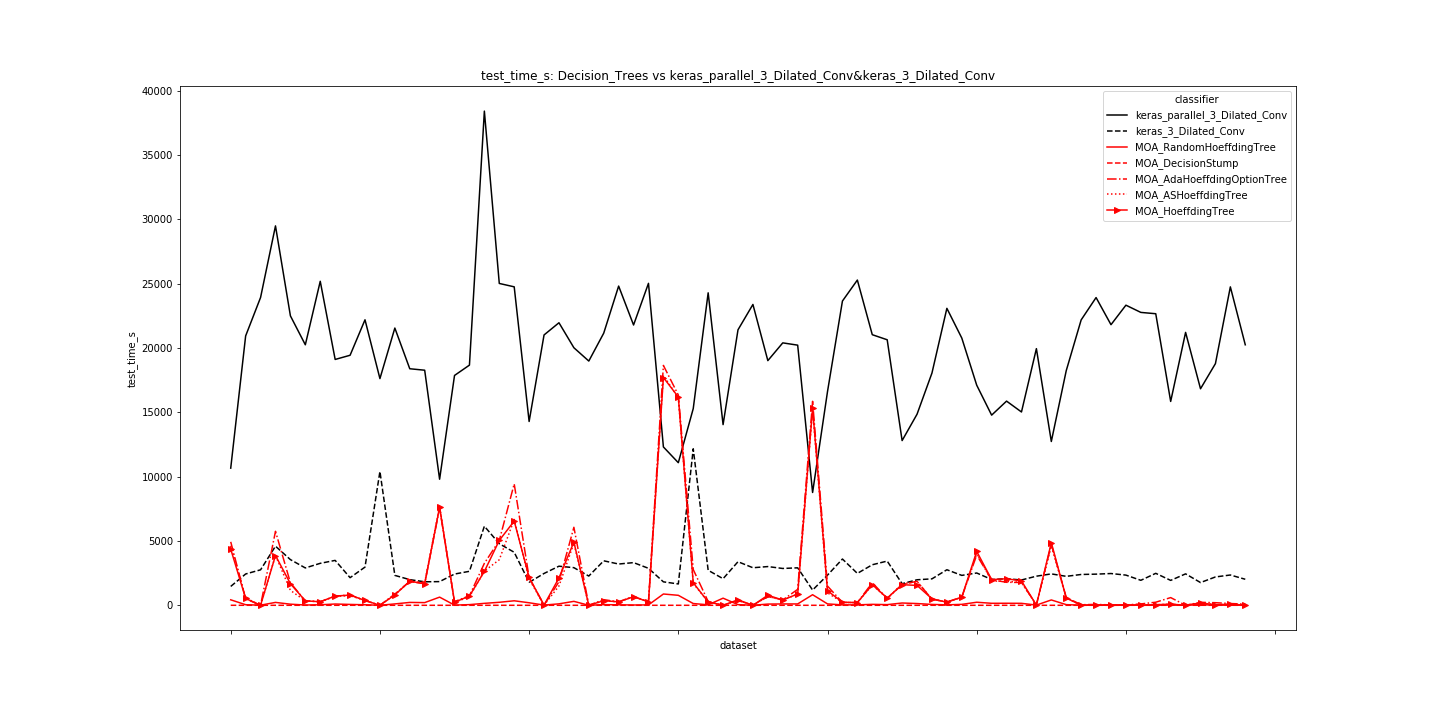 test_time_s: Decision_Trees vs keras_parallel_3_Dilated_Conv&keras_3_Dilated_Conv
40000
35000
30000
25000
20000
15000
10000
5000
0
test_time_s
dataset
classifier
keras_parallel_3_Dilated_Conv
keras_3_Dilated_Conv
MOA_RandomHoeffdingTree
MOA_DecisionStump
MOA_AdaHoeffdingOptionTree
MOA_ASHoeffdingTree
MOA_HoeffdingTree